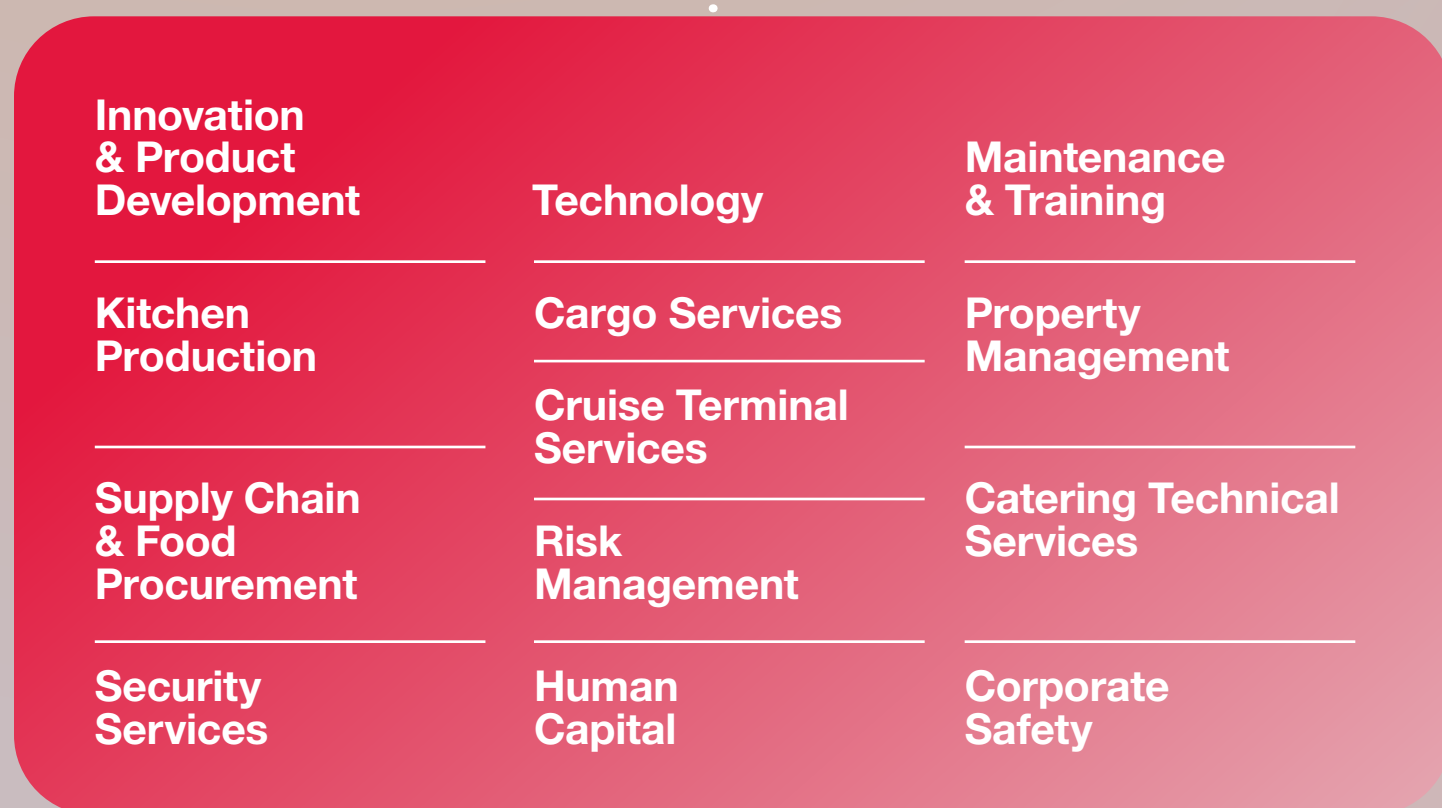 Innovation
& Product
Development
Kitchen
Production
Supply Chain
& Food
Procurement
Security
Services
Technology
Cargo Services
Cruise Terminal
Services
Risk
Management
Human
Capital
Maintenance
& Training
Property
Management
Catering Technical
Services
Corporate
Safety